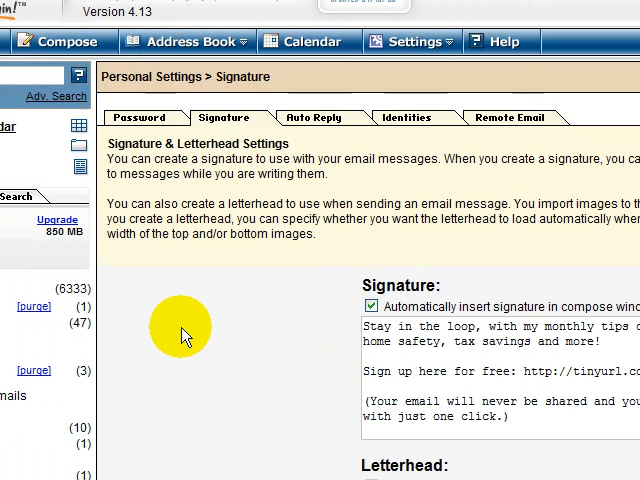 gin!™
Version 4.13
Compose Address Book Calendar Settings Help
?
Adv. Search
Personal Settings > Signature
dar
Password Signature Auto Reply Identities Remote Email
Signature & Letterhead Settings
You can create a signature to use with your email messages. When you create a signature, you ca
to messages while you are writing them.
Search
Upgrade
850 MB
You can also create a letterhead to use when sending an email message. You import images to th
you create a letterhead, you can specify whether you want the letterhead to load automatically wher
width of the top and/or bottom images.
Signature:
(6333)
[purge] (1)
(47)
Automatically insert signature in compose wind
Stay in the loop, with my monthly tips o
home safety, tax savings and more!
Sign up here for free: http://tinyurl.co
[purge] (3)
mails
(Your email will never be shared and you
with just one click.)
(10)
(1)
Letterhead:
(1)